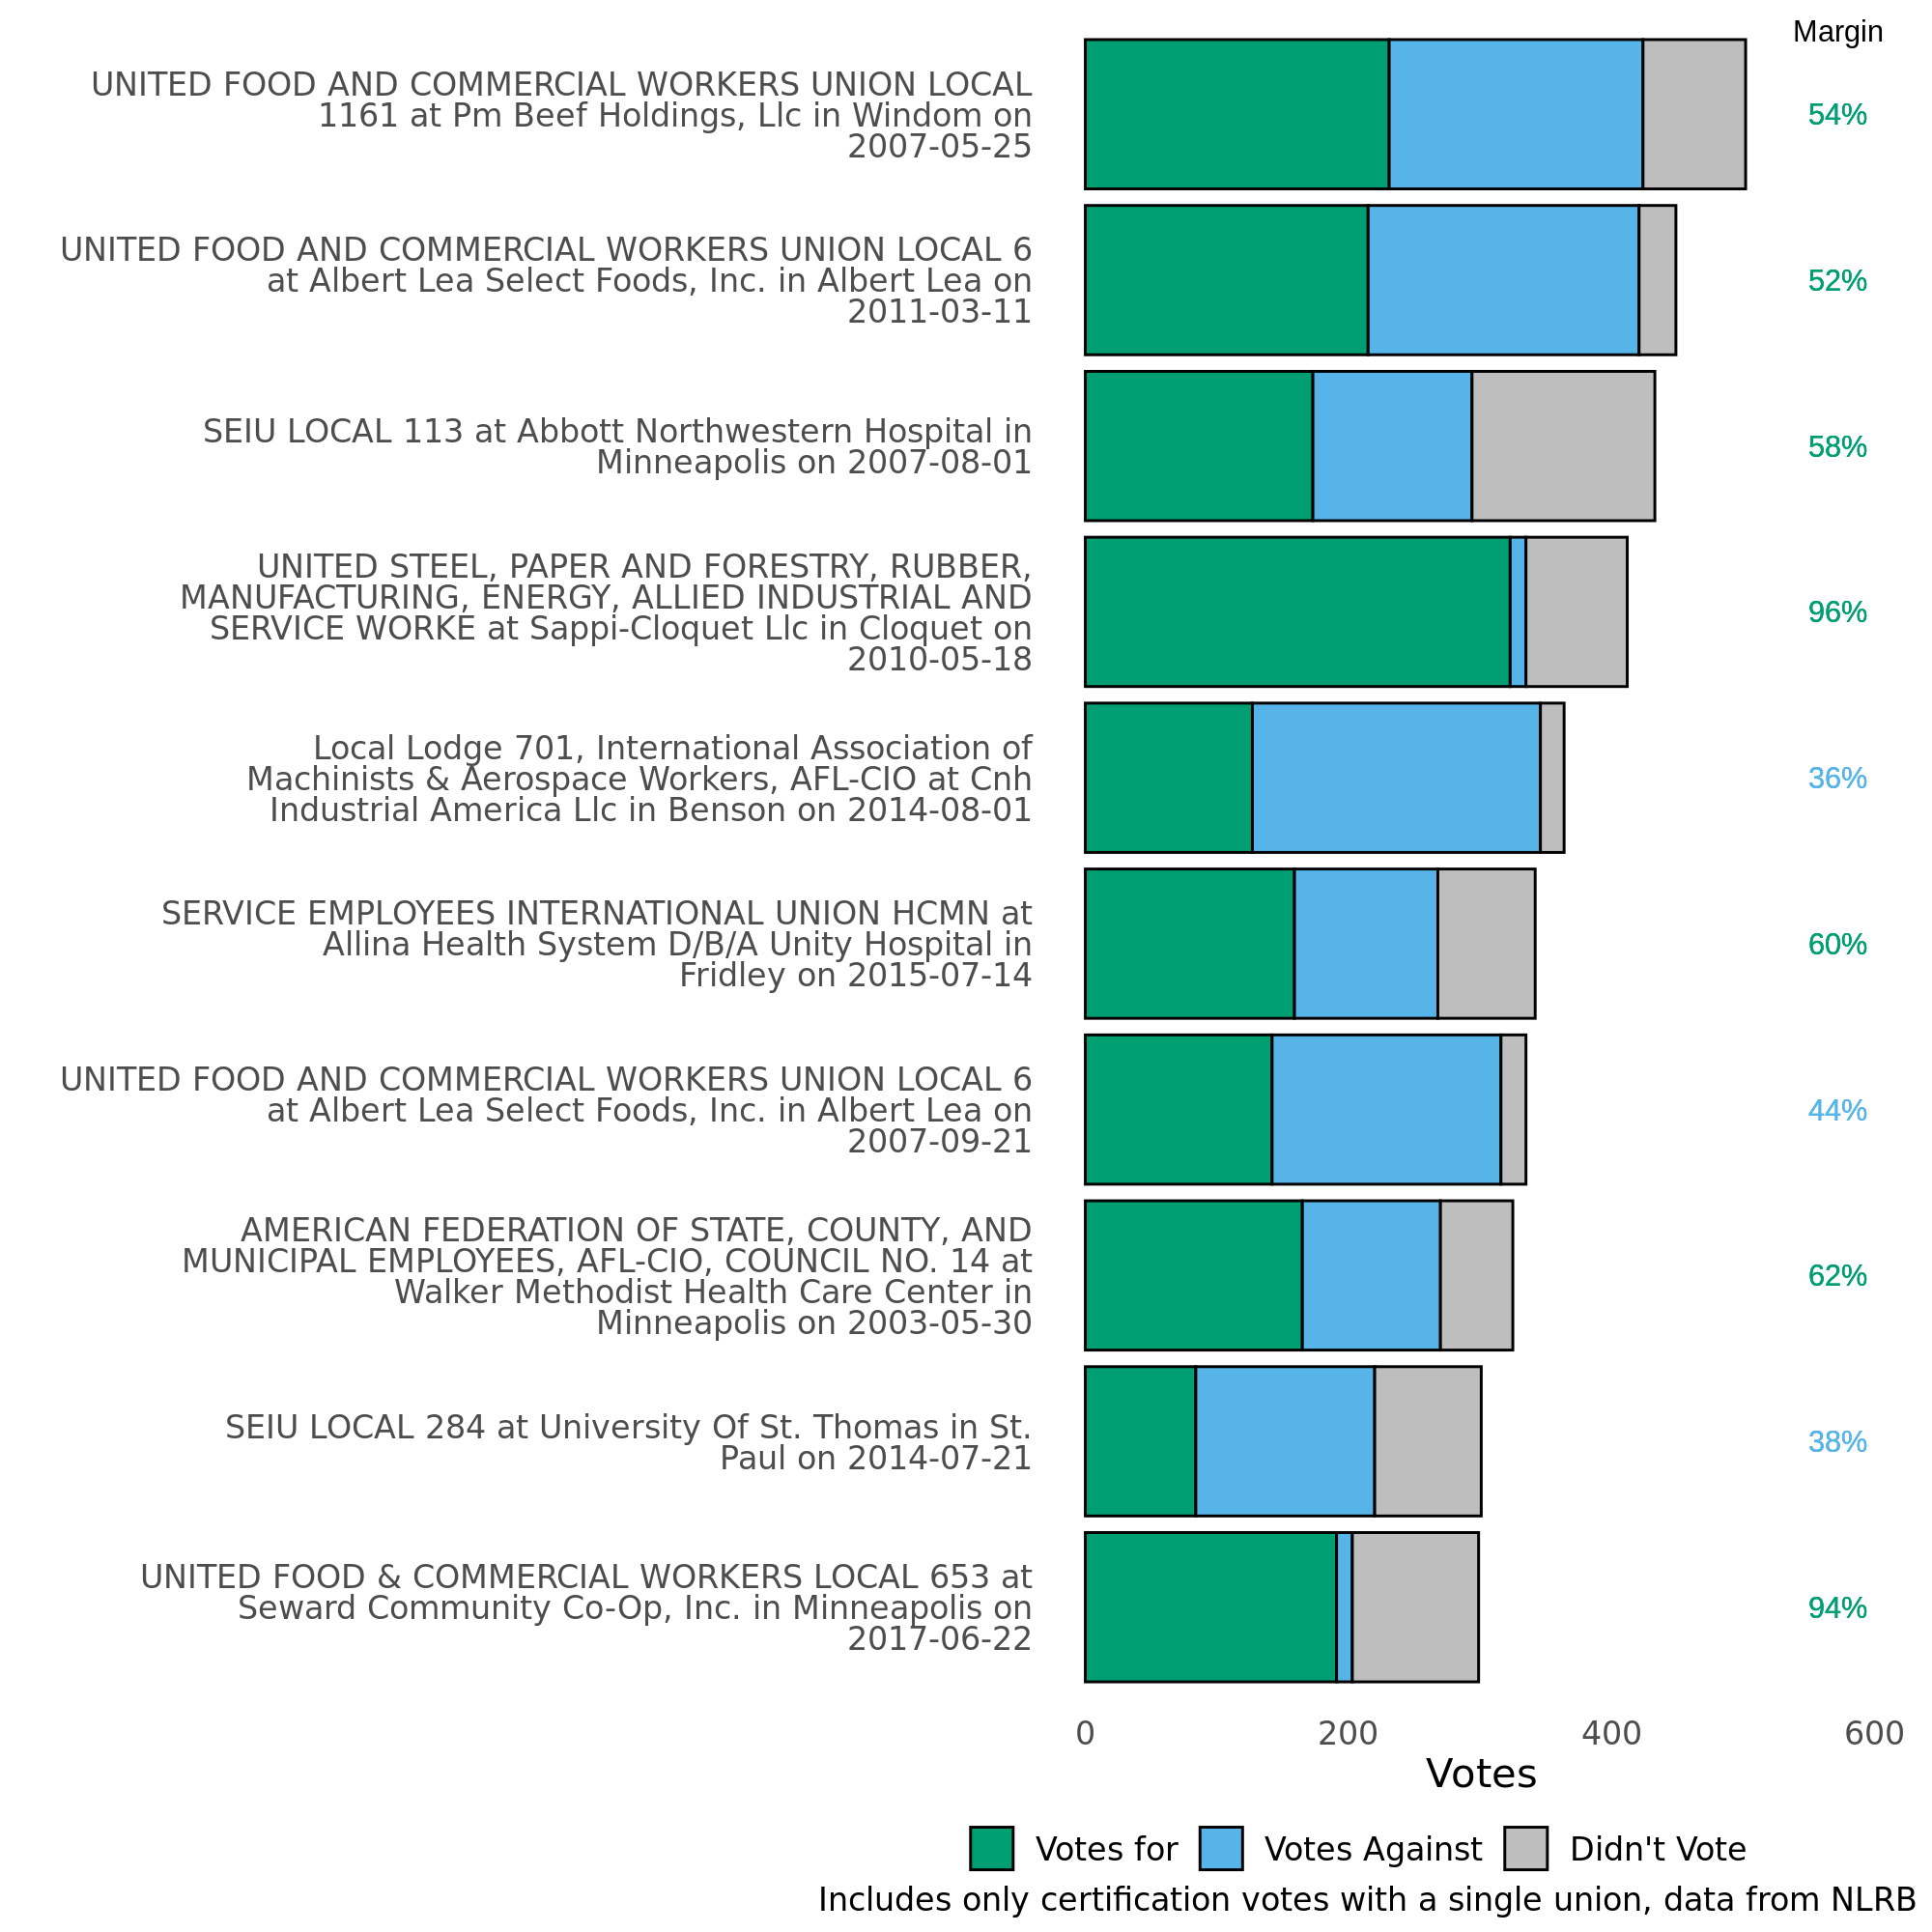 Margin
UNITED FOOD AND COMMERCIAL WORKERS UNION LOCAL
1161 at Pm Beef Holdings, Llc in Windom on
2007-05-25
54%
UNITED FOOD AND COMMERCIAL WORKERS UNION LOCAL 6
at Albert Lea Select Foods, Inc. in Albert Lea on
2011-03-11
52%
SEIU LOCAL 113 at Abbott Northwestern Hospital in
Minneapolis on 2007-08-01
58%
UNITED STEEL, PAPER AND FORESTRY, RUBBER,
MANUFACTURING, ENERGY, ALLIED INDUSTRIAL AND
SERVICE WORKE at Sappi-Cloquet Llc in Cloquet on
2010-05-18
96%
Local Lodge 701, International Association of
Machinists & Aerospace Workers, AFL-CIO at Cnh
Industrial America Llc in Benson on 2014-08-01
36%
SERVICE EMPLOYEES INTERNATIONAL UNION HCMN at
Allina Health System D/B/A Unity Hospital in
Fridley on 2015-07-14
60%
UNITED FOOD AND COMMERCIAL WORKERS UNION LOCAL 6
at Albert Lea Select Foods, Inc. in Albert Lea on
2007-09-21
44%
AMERICAN FEDERATION OF STATE, COUNTY, AND
MUNICIPAL EMPLOYEES, AFL-CIO, COUNCIL NO. 14 at
Walker Methodist Health Care Center in
Minneapolis on 2003-05-30
62%
SEIU LOCAL 284 at University Of St. Thomas in St.
Paul on 2014-07-21
38%
UNITED FOOD & COMMERCIAL WORKERS LOCAL 653 at
Seward Community Co-Op, Inc. in Minneapolis on
2017-06-22
94%
0 200 400 600
Votes
Votes for Votes Against Didn't Vote
Includes only certification votes with a single union, data from NLRB